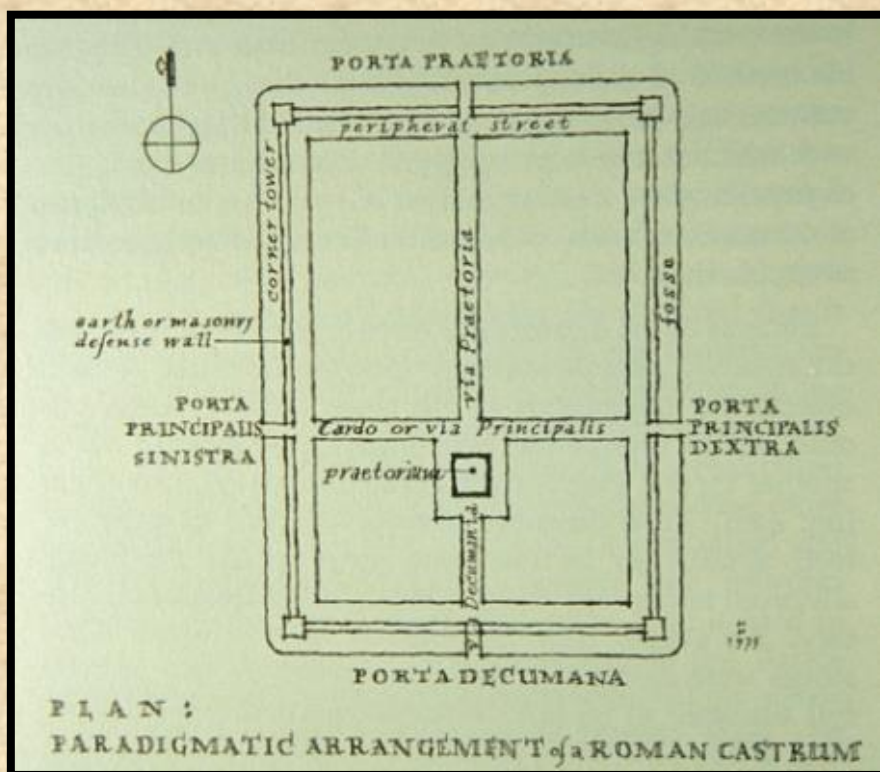 PORTA PRAETORIA
peripheral street
corner tower
via Praetoria
fossa
earth or masonry
defense wall
PORTA
PRINCIPALIS
SINISTRA
Cardo or via Principalis
PORTA
PRINCIPALIS
DEXTRA
praetorium
Decumana
PORTA DECUMANA
PLAN:
PARADIGMATIC ARRANGEMENT of a ROMAN CASTRUM